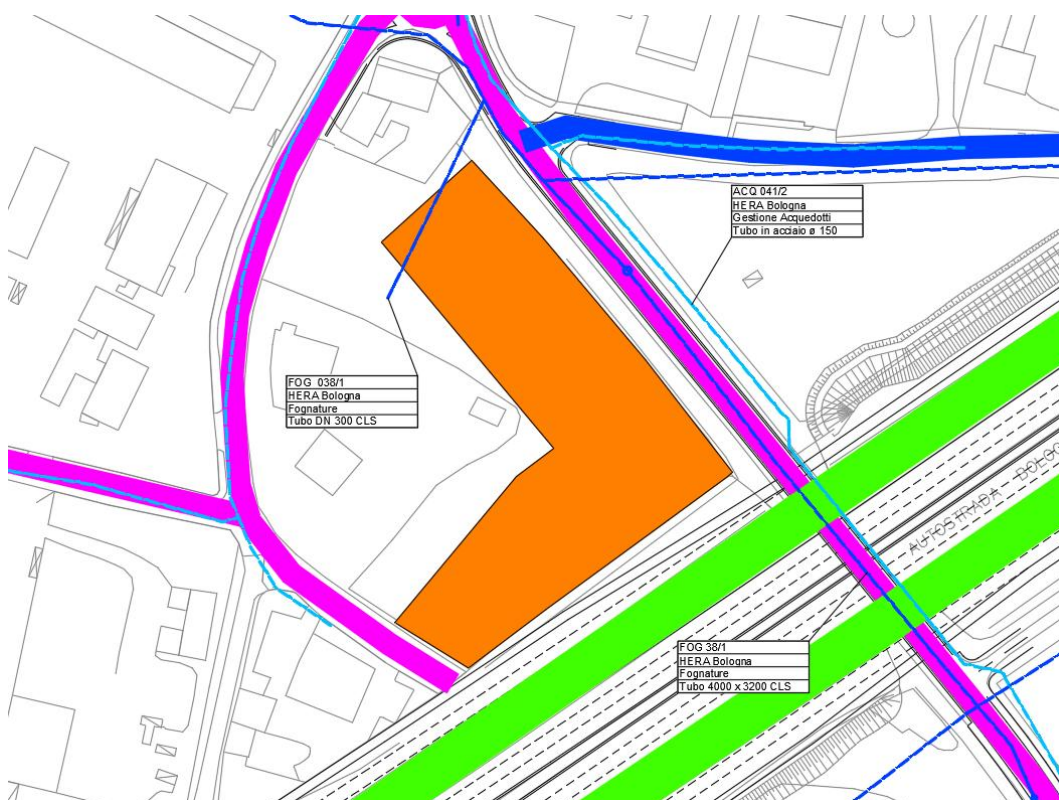 ACQ 041/2
HERA Bologna
Gestione Acquedotti
Tubo in acciaio ø 150
FOG 038/1
HERA Bologna
Fognature
Tubo DN 300 CLS
AUTOSTRADA BOLOG
FOG 38/1
HERA Bologna
Fognature
Tubo 4000 x 3200 CLS